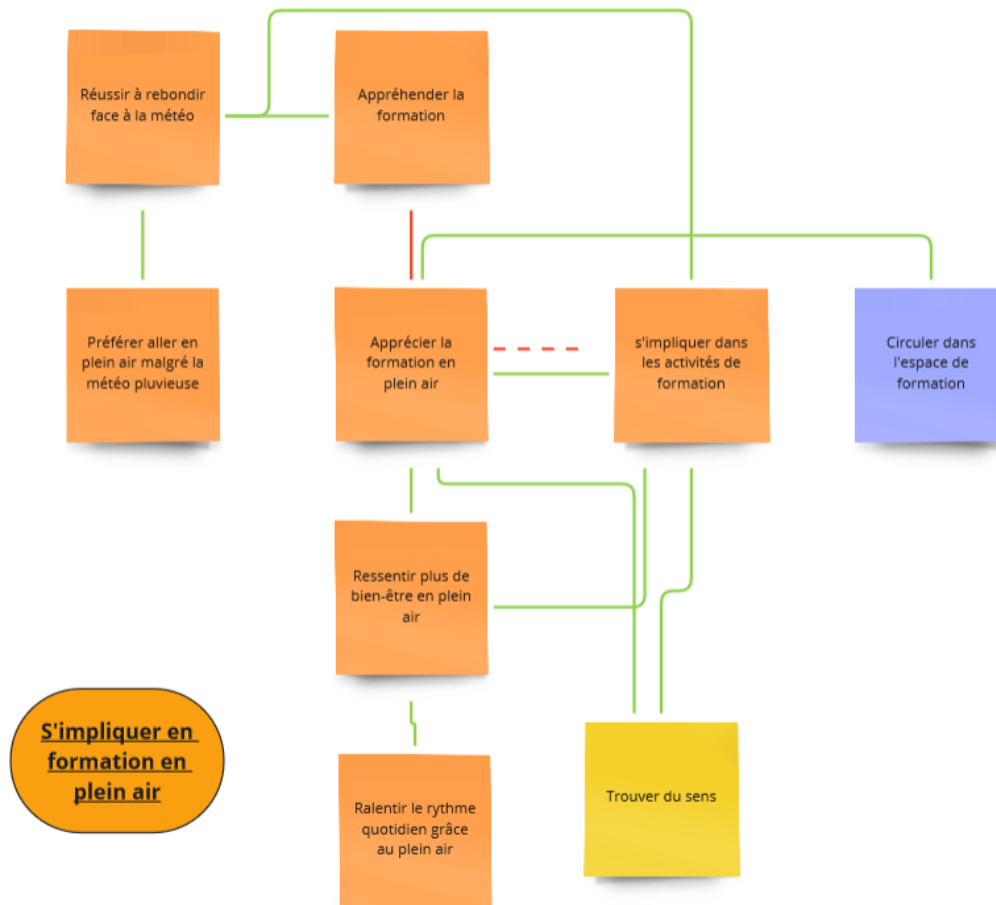 Réussir à rebondir
face à la météo
Appréhender la
formation
Préférer aller en
plein air malgré la
météo pluvieuse
Apprécier la
formation en
plein air
s'impliquer dans
les activités de
formation
Circuler dans
l'espace de
formation
Ressentir plus de
bien-être en plein
air
S'impliquer en
formation en
plein air
Ralentir le rythme
quotidien grâce
au plein air
Trouver du sens